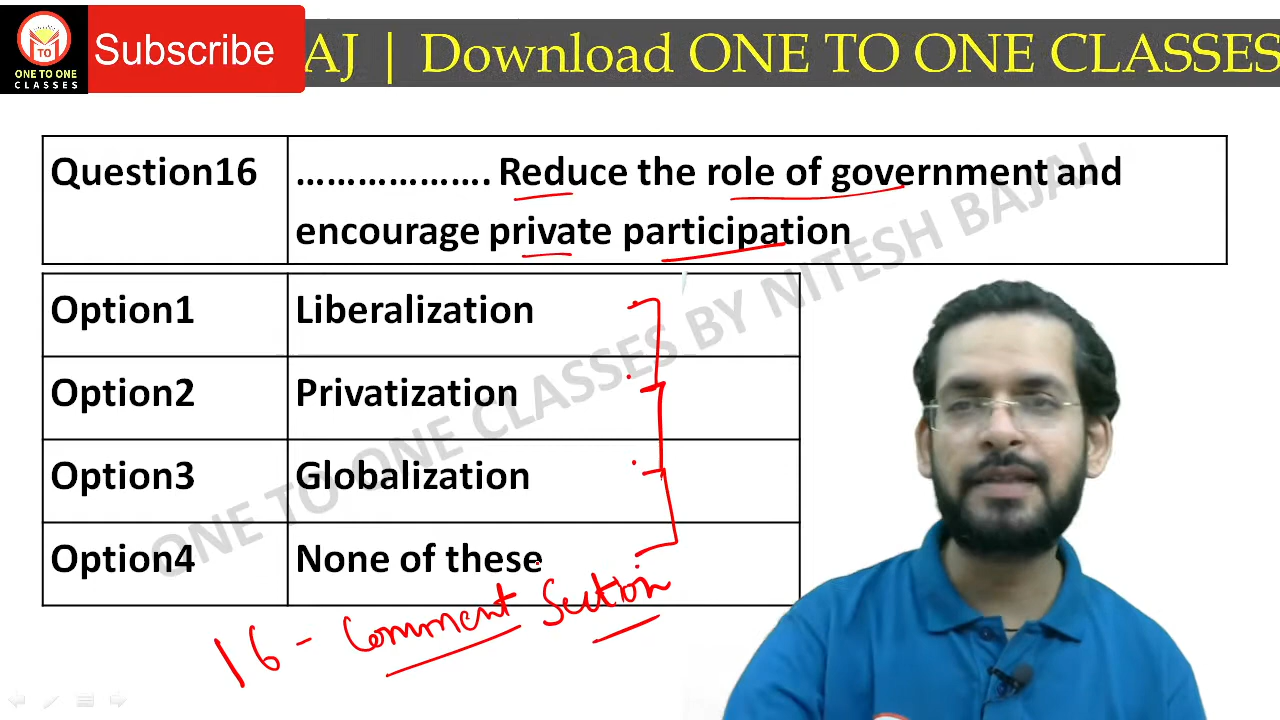 TO
ONE TO ONE
CLASSES
Subscribe
AJ | Download ONE TO ONE CLASSES
Question16
………………. Reduce the role of government and
encourage private participation
Option1
Liberalization
Option2
Privatization
Option3
Globalization
Option4
None of these
ONE TO ONE CLASSES BY NITESH BAJAJ
16 - Comment Section